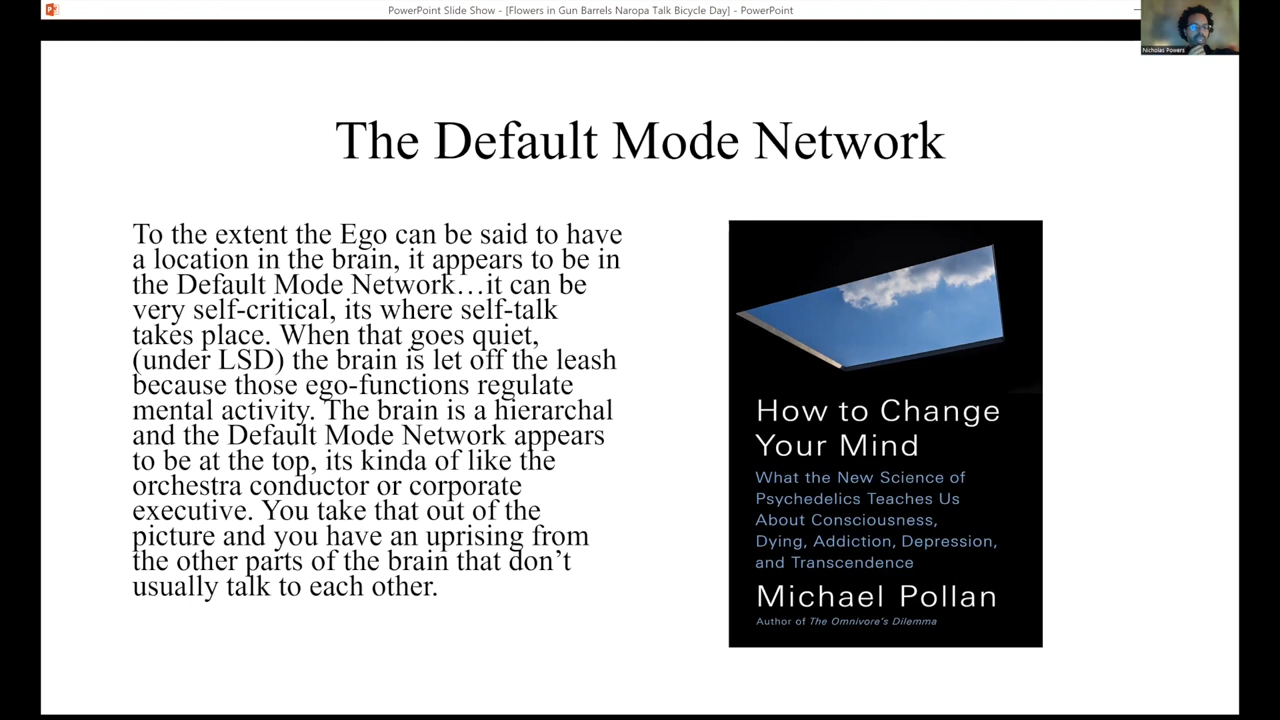 PowerPoint Slide Show - [Flowers in Gun Barrels Naropa Talk Bicycle Day] - PowerPoint
Nicholas Powers
The Default Mode Network
To the extent the Ego can be said to have
a location in the brain, it appears to be in
the Default Mode Network…it can be
very self-critical, its where self-talk
takes place. When that goes quiet,
(under LSD) the brain is let off the leash
because those ego-functions regulate
mental activity. The brain is a hierarchal
and the Default Mode Network appears
to be at the top, its kinda of like the
orchestra conductor or corporate
executive. You take that out of the
picture and you have an uprising from
the other parts of the brain that don’t
usually talk to each other.
How to Change
Your Mind
What the New Science of
Psychedelics Teaches Us
About Consciousness,
Dying, Addiction, Depression,
and Transcendence
Michael Pollan
Author of The Omnivore's Dilemma